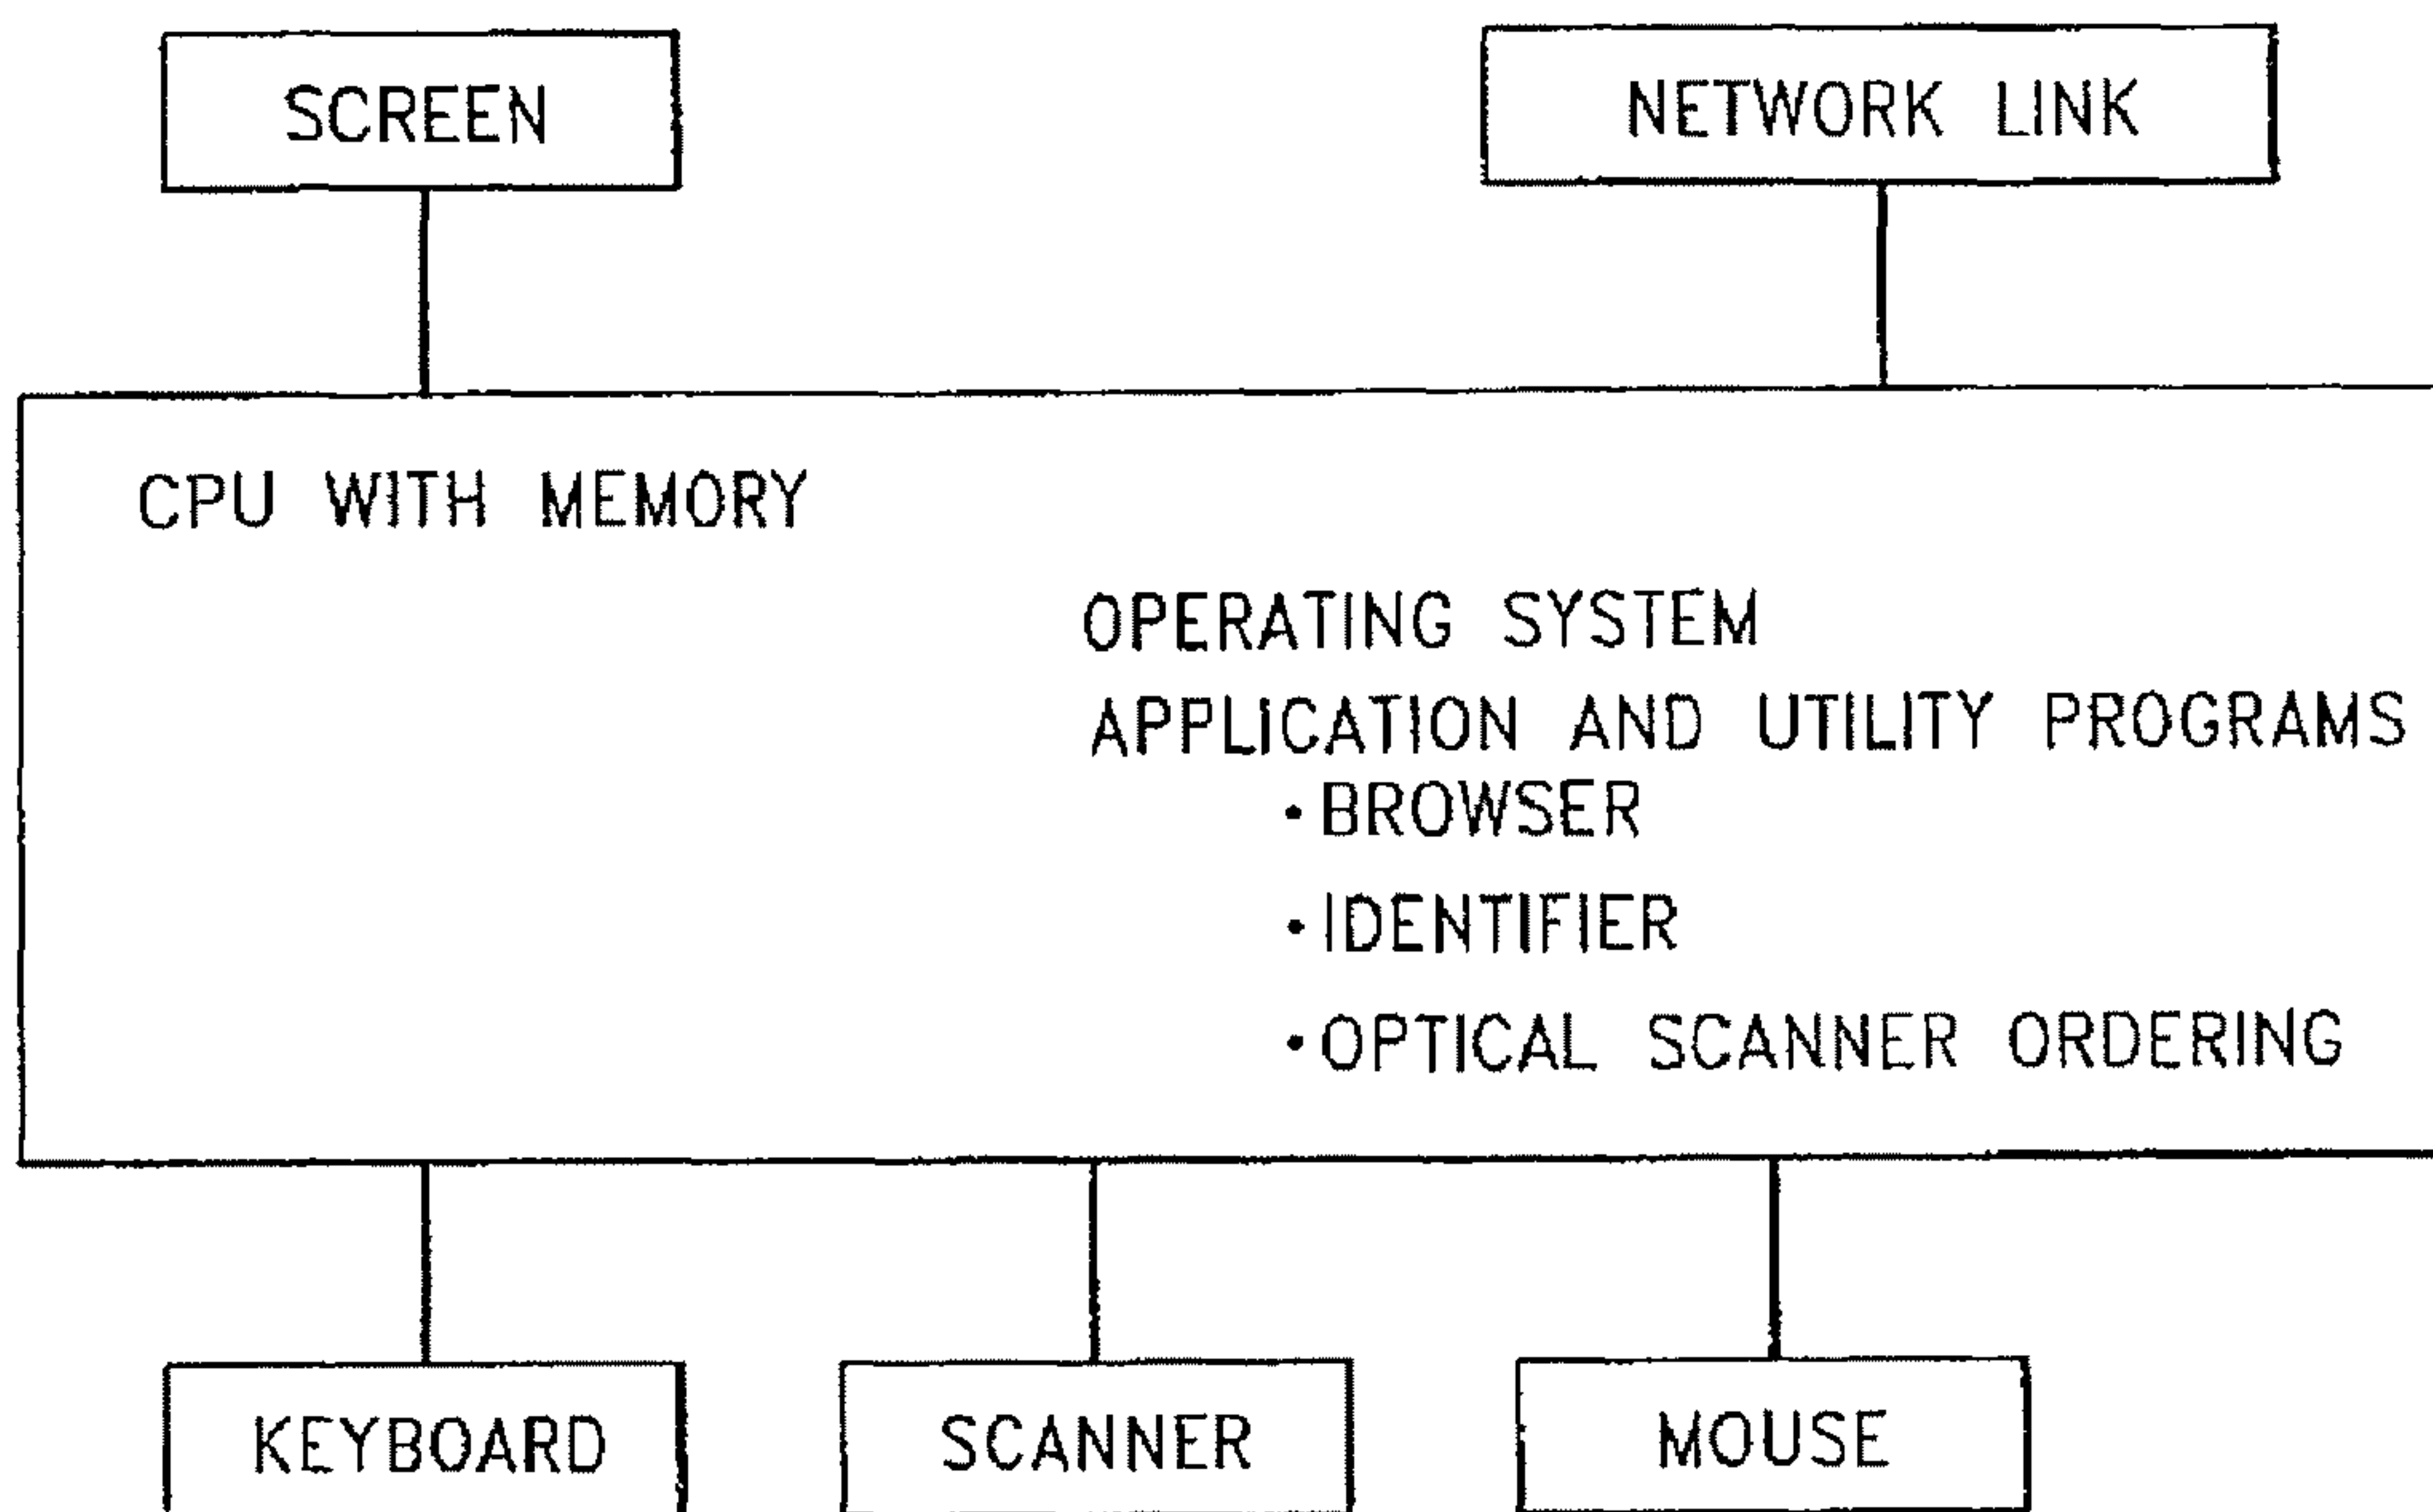 SCREEN
NETWORK LINK
CPU WITH MEMORY
OPERATING SYSTEM
APPLICATION AND UTILITY PROGRAMS
• BROWSER
• IDENTIFIER
• OPTICAL SCANNER ORDERING
KEYBOARD
SCANNER
MOUSE